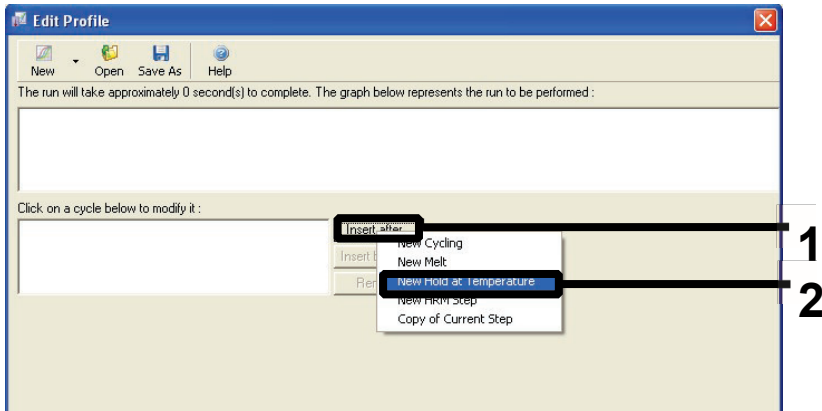 Edit Profile
New Open Save As Help
The run will take approximately 0 second(s) to complete. The graph below represents the run to be performed :
Click on a cycle below to modify it :
Insert after
New Cycling
1
Insert
New Melt
New Hold at Temperature
2
New HRM Step
Copy of Current Step